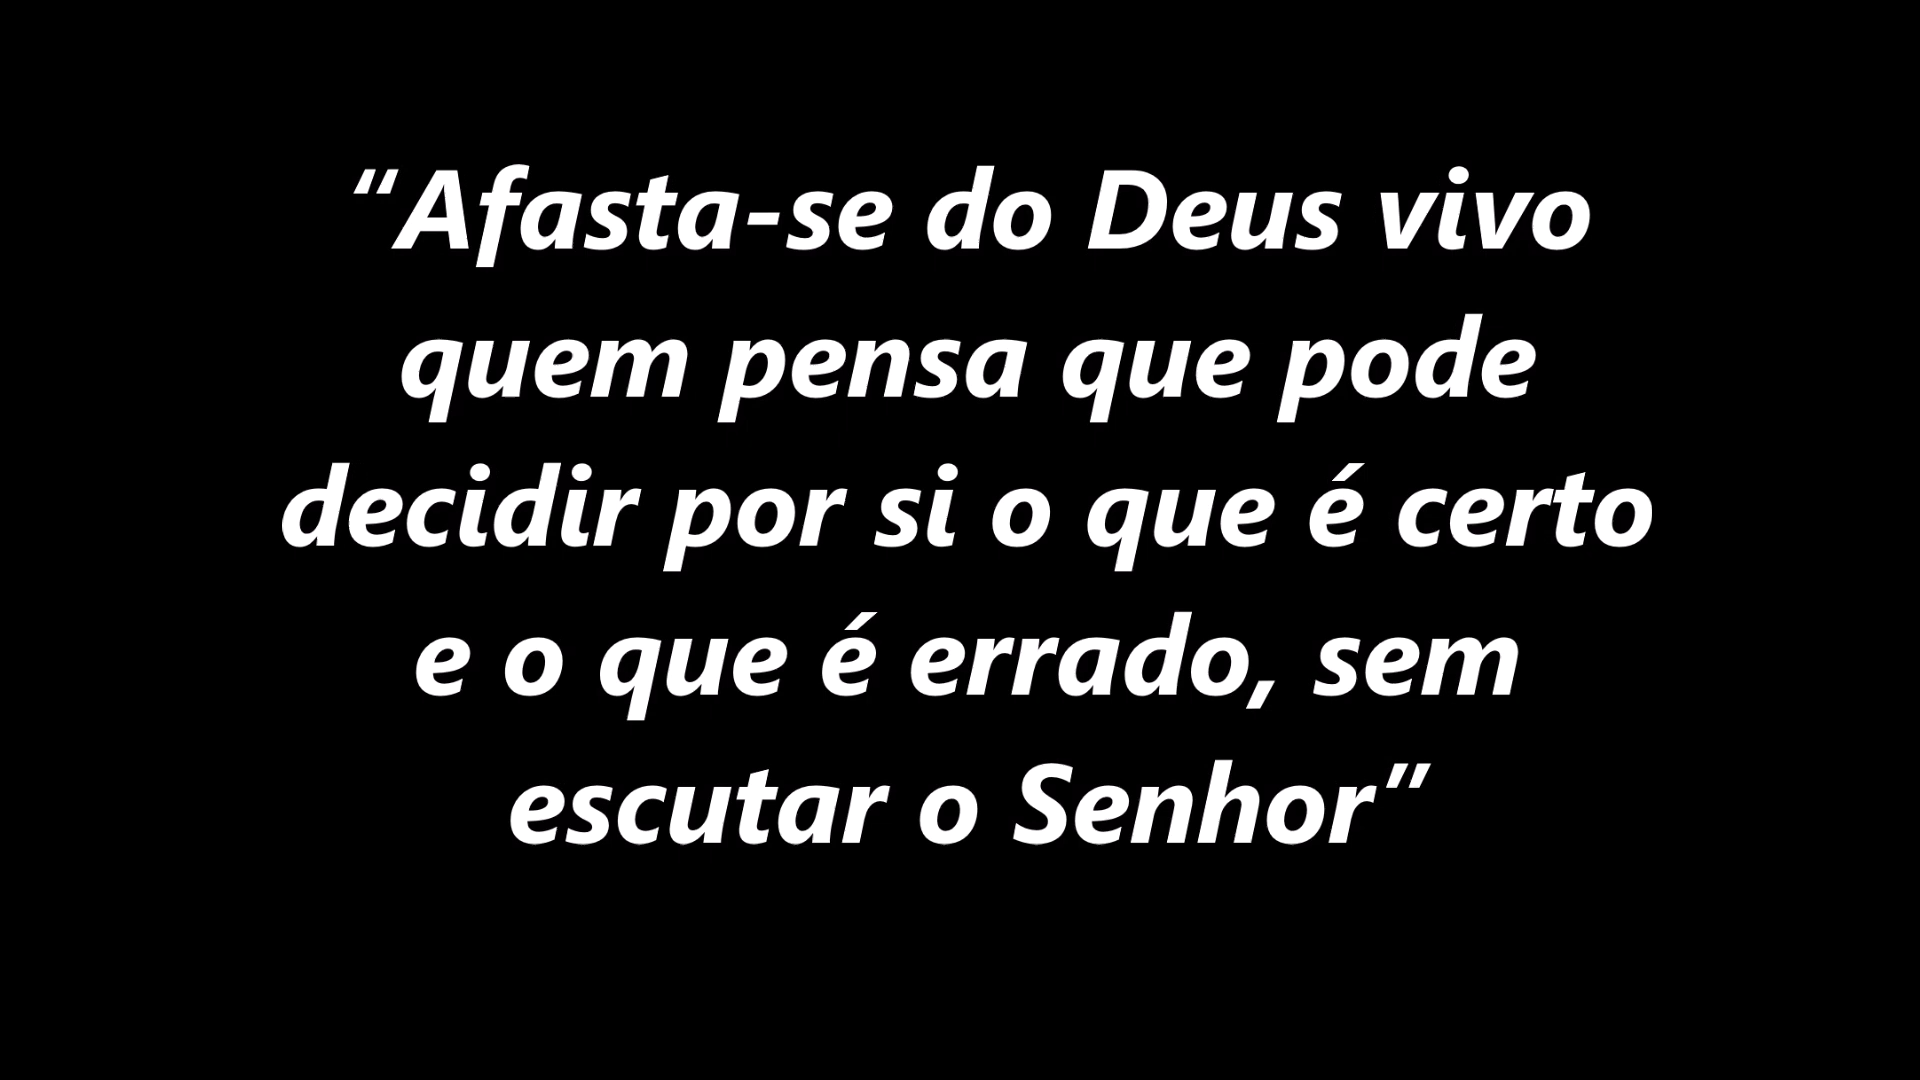 “Afasta-se do Deus vivo
quem pensa que pode
decidir por si o que é certo
e o que é errado, sem
escutar o Senhor”